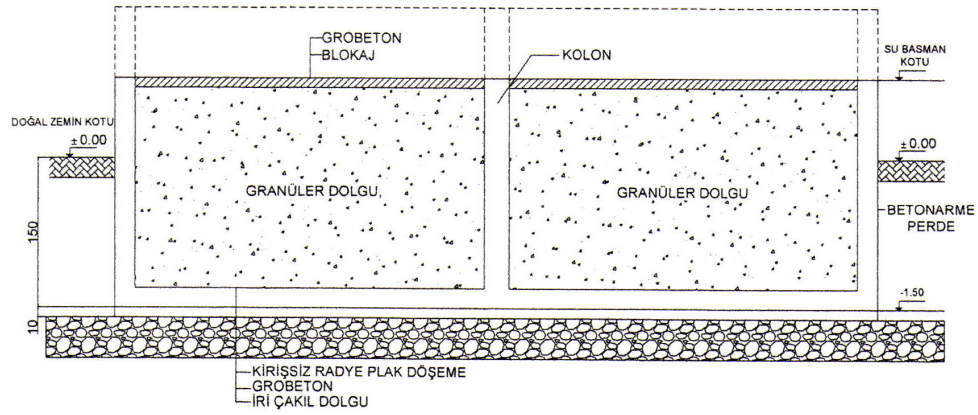 GROBETON
BLOKAJ
KOLON
SU BASMAN
KOTU
DOĞAL ZEMİN KOTU
±0.00
±0.00
GRANÜLER DOLGU
GRANÜLER DOLGU
BETONARME
PERDE
150
-1.50
10
KİRİŞSİZ RADYE PLAK DÖŞEME
GROBETON
İRİ ÇAKIL DOLGU